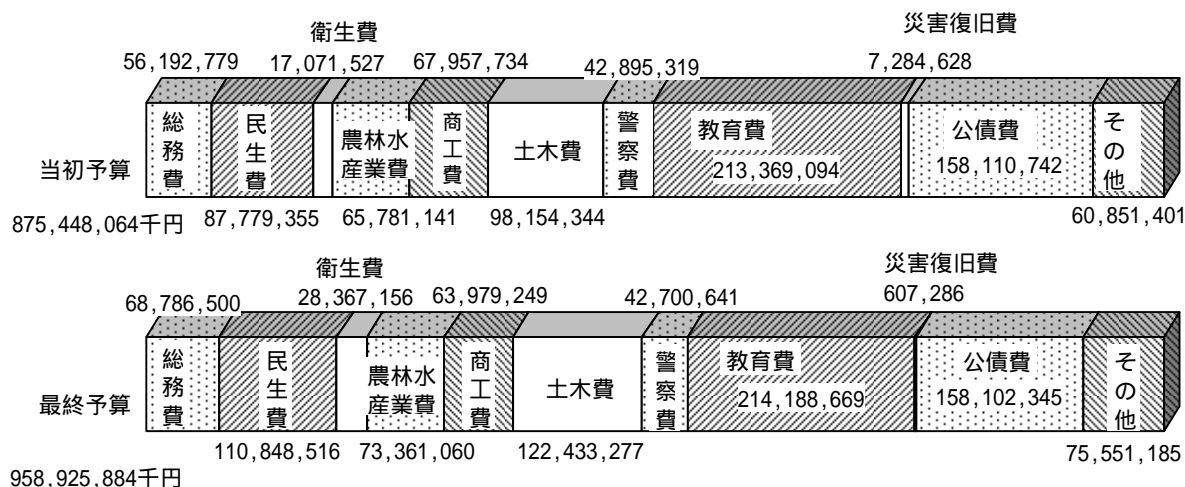 衛生費
災害復旧費
56,192,779
17,071,527
67,957,734
42,895,319
7,284,628
総務費
民生費
農林水産業費
商工費
土木費
警察費
教育費
213,369,094
公債費
158,110,742
その他
当初予算
875,448,064千円
87,779,355
65,781,141
98,154,344
60,851,401
衛生費
災害復旧費
68,786,500
28,367,156
63,979,249
42,700,641
607,286
総務費
民生費
農林水産業費
商工費
土木費
警察費
教育費
214,188,669
公債費
158,102,345
その他
最終予算
958,925,884千円
110,848,516
73,361,060
122,433,277
75,551,185